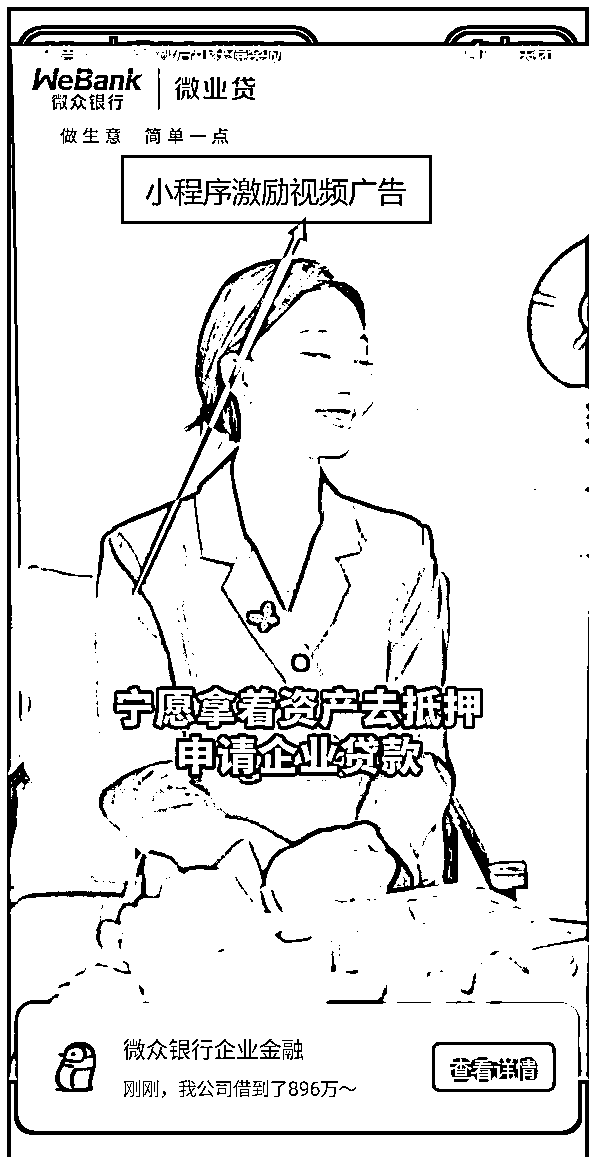 WeBank
微众银行
微业贷
做生意 简单一点
小程序激励视频广告
宁愿拿着资产去抵押
申请企业贷款
微众银行企业金融
刚刚，我公司借到了896万～
查看详情